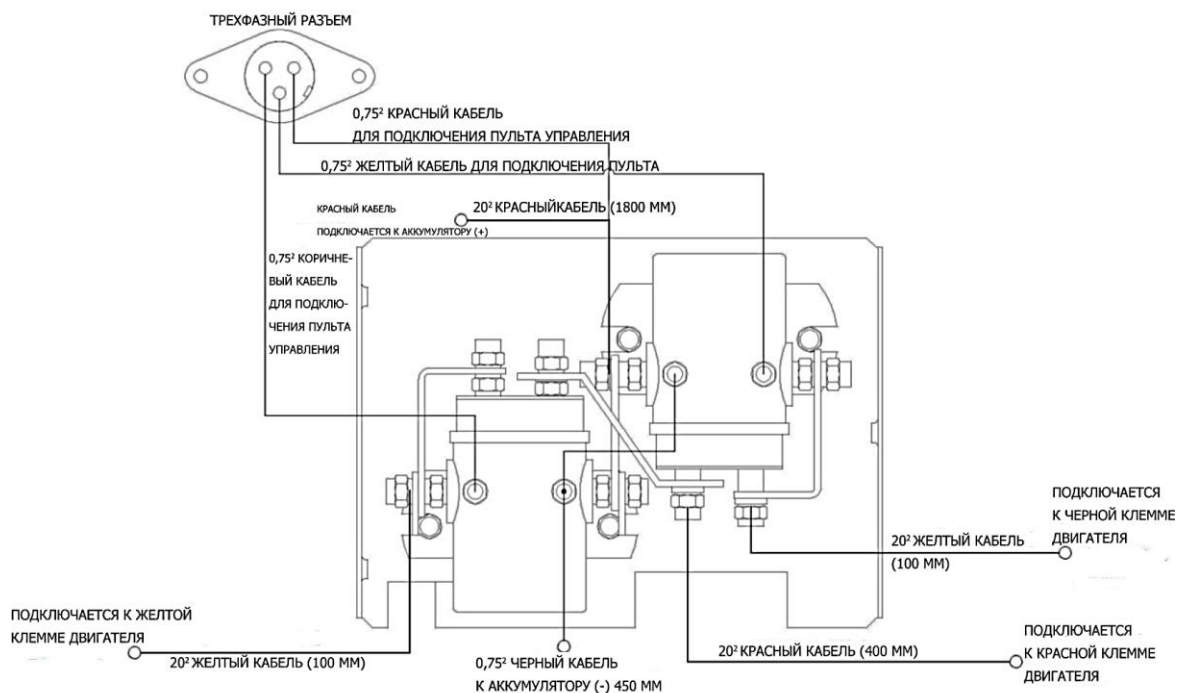 ТРЕХФАЗНЫЙ РАЗЪЕМ
0,75² КРАСНЫЙ КАБЕЛЬ
ДЛЯ ПОДКЛЮЧЕНИЯ ПУЛЬТА УПРАВЛЕНИЯ
0,75² ЖЕЛТЫЙ КАБЕЛЬ ДЛЯ ПОДКЛЮЧЕНИЯ ПУЛЬТА
КРАСНЫЙ КАБЕЛЬ
ПОДКЛЮЧАЕТСЯ К АККУМУЛЯТОРУ (+)
20² КРАСНЫЙКАБЕЛЬ (1800 ММ)
0,75² КОРИЧНЕ-
ВЫЙ КАБЕЛЬ
ДЛЯ ПОДКЛЮ-
ЧЕНИЯ ПУЛЬТА
УПРАВЛЕНИЯ
ПОДКЛЮЧАЕТСЯ
К ЧЕРНОЙ КЛЕММЕ
ДВИГАТЕЛЯ
20² ЖЕЛТЫЙ КАБЕЛЬ
(100 ММ)
ПОДКЛЮЧАЕТСЯ К ЖЕЛТОЙ
КЛЕММЕ ДВИГАТЕЛЯ
20² ЖЕЛТЫЙ КАБЕЛЬ (100 ММ)
0,75² ЧЕРНЫЙ КАБЕЛЬ
К АККУМУЛЯТОРУ (-) 450 ММ
20² КРАСНЫЙ КАБЕЛЬ (400 ММ)
ПОДКЛЮЧАЕТСЯ
К КРАСНОЙ КЛЕММЕ
ДВИГАТЕЛЯ